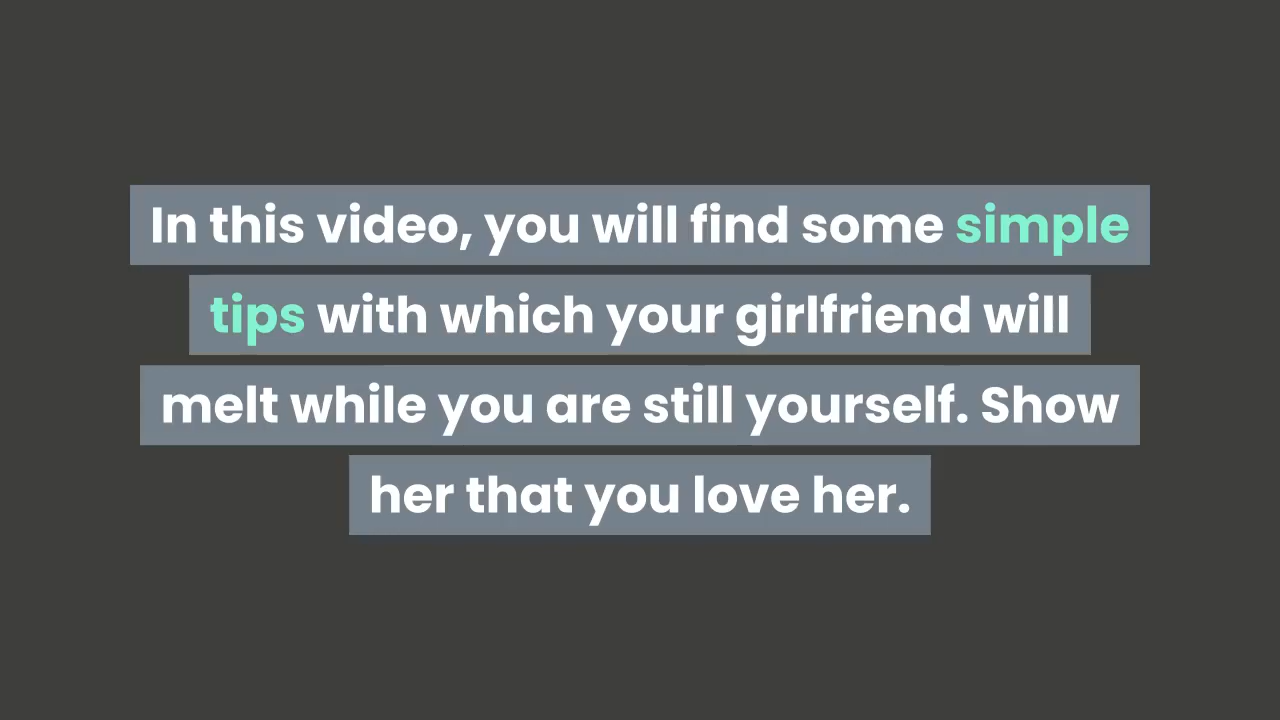 In this video, you will find some simple
tips with which your girlfriend will
melt while you are still yourself. Show
her that you love her.